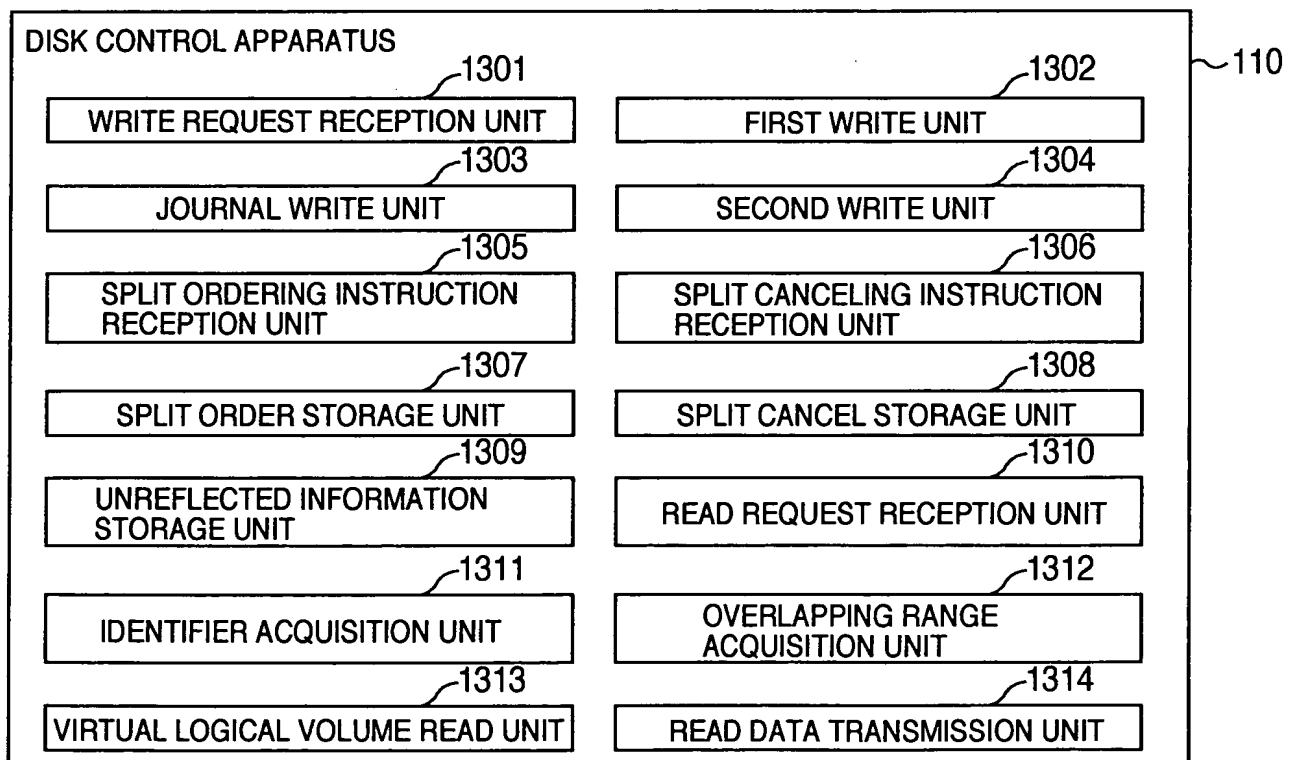 DISK CONTROL APPARATUS
110
1301
1302
WRITE REQUEST RECEPTION UNIT
FIRST WRITE UNIT
1303
1304
JOURNAL WRITE UNIT
SECOND WRITE UNIT
1305
1306
SPLIT ORDERING INSTRUCTION
RECEPTION UNIT
SPLIT CANCELING INSTRUCTION
RECEPTION UNIT
1307
1308
SPLIT ORDER STORAGE UNIT
SPLIT CANCEL STORAGE UNIT
1309
1310
UNREFLECTED INFORMATION
STORAGE UNIT
READ REQUEST RECEPTION UNIT
1311
1312
IDENTIFIER ACQUISITION UNIT
OVERLAPPING RANGE
ACQUISITION UNIT
1313
1314
VIRTUAL LOGICAL VOLUME READ UNIT
READ DATA TRANSMISSION UNIT